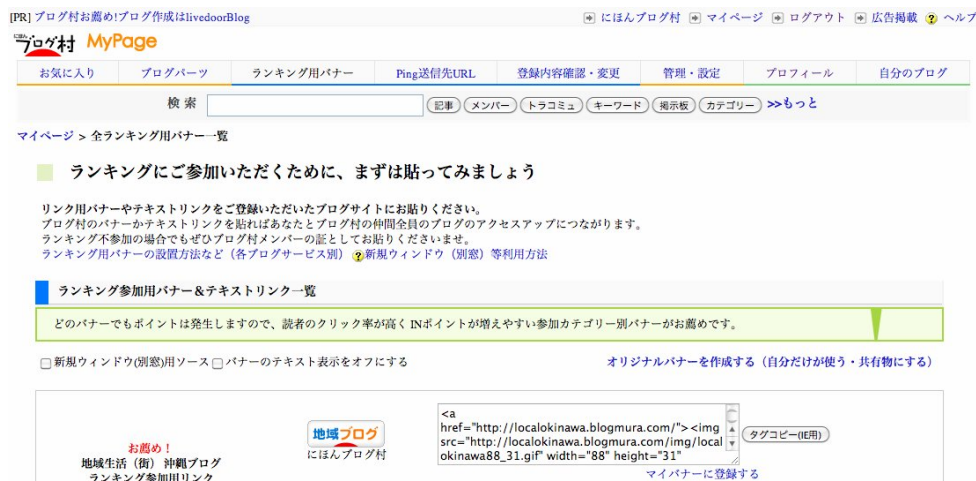 [PR] ブログ村お薦め!ブログ作成はlivedoorBlog
にほんブログ村 マイページ ログアウト 広告掲載 ? ヘルプ
にほんブログ村 MyPage
お気に入り ブログパーツ ランキング用バナー Ping送信先URL 登録内容確認・変更 管理・設定 プロフィール 自分のブログ
検索 記事 メンバー トラコミュ キーワード 掲示板 カテゴリー >>もっと
マイページ > 全ランキング用バナー一覧
ランキングにご参加いただくために、まずは貼ってみましょう
リンク用バナーやテキストリンクをご登録いただいたブログサイトにお貼りください。
ブログ村のバナーかテキストリンクを貼ればあなたとブログ村の仲間全員のブログのアクセスアップにつながります。
ランキング不参加の場合でもぜひブログ村メンバーの証としてお貼りくださいませ。
ランキング用バナーの設置方法など（各ブログサービス別） ?新規ウィンドウ（別窓）等利用方法
ランキング参加用バナー＆テキストリンク一覧
どのバナーでもポイントは発生しますので、読者のクリック率が高くINポイントが増えやすい参加カテゴリー別バナーがお薦めです。
新規ウィンドウ(別窓)用ソース バナーのテキスト表示をオフにする
オリジナルバナーを作成する（自分だけが使う・共有物にする）
お薦め！
地域生活（街） 沖縄ブログ
ランキング参加用リンク
地域ブログ
にほんブログ村
<a
href="http://localokinawa.blogmura.com/"><img
src="http://localokinawa.blogmura.com/img/local
okinawa88_31.gif" width="88" height="31"
タグコピー(IE用)
マイバナーに登録する